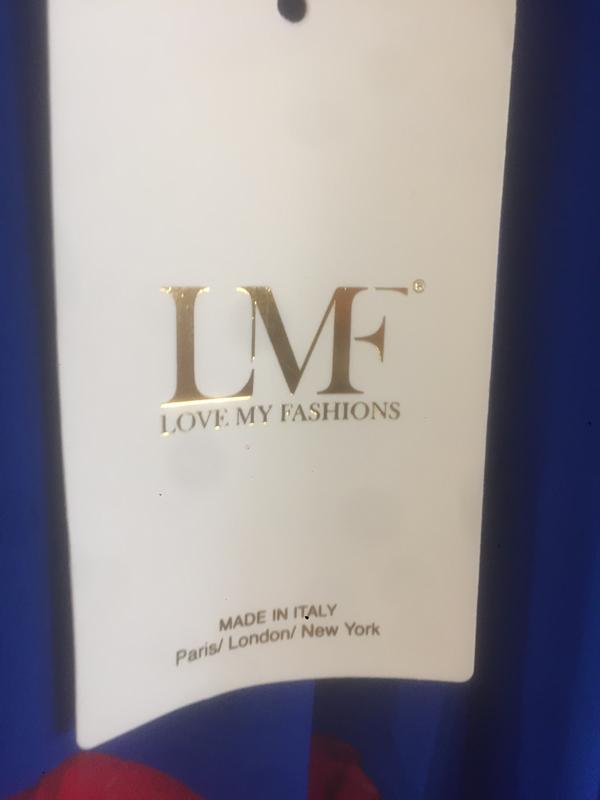 LMF®
LOVE MY FASHIONS
MADE IN ITALY
Paris/ London/ New York